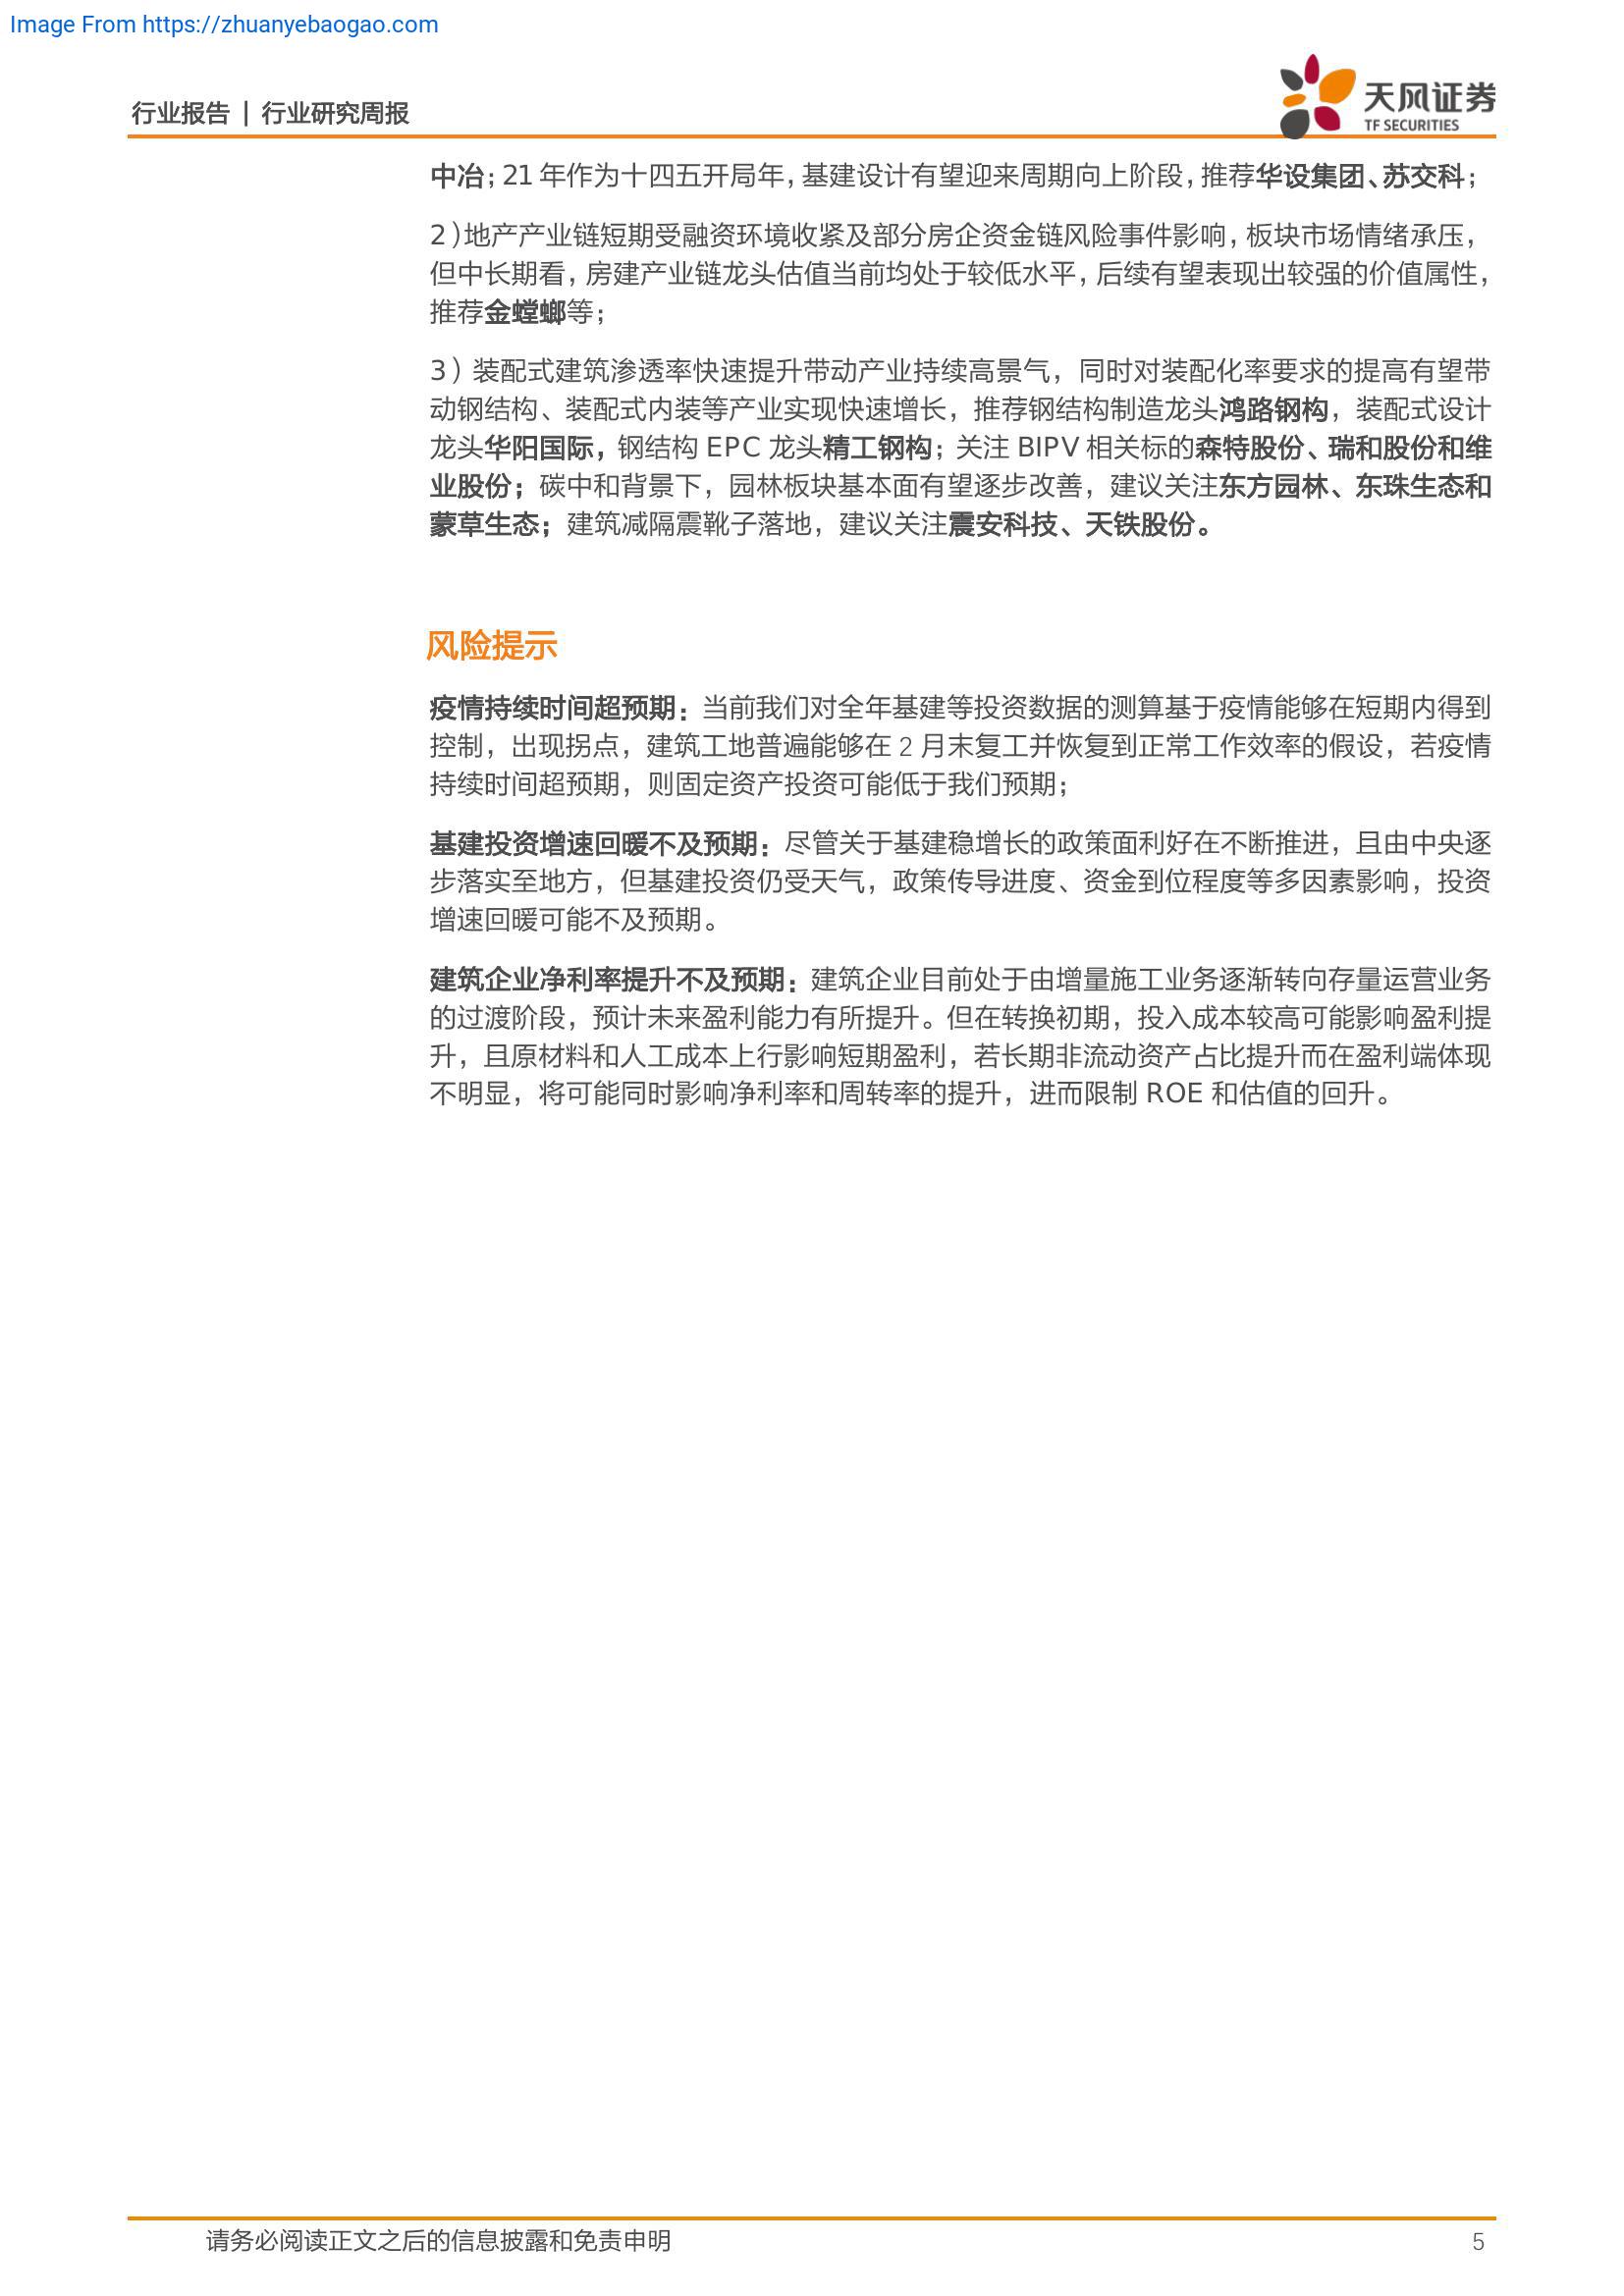 Image From https://zhuanyebaogao.com
行业报告 | 行业研究周报
天风证券
TF SECURITIES
中冶；21 年作为十四五开局年，基建设计有望迎来周期向上阶段，推荐华设集团、苏交科；
2）地产产业链短期受融资环境收紧及部分房企资金链风险事件影响，板块市场情绪承压，
但中长期看，房建产业链龙头估值当前均处于较低水平，后续有望表现出较强的价值属性，
推荐金螳螂等；
3）装配式建筑渗透率快速提升带动产业持续高景气，同时对装配化率要求的提高有望带
动钢结构、装配式内装等产业实现快速增长，推荐钢结构制造龙头鸿路钢构，装配式设计
龙头华阳国际，钢结构 EPC 龙头精工钢构；关注 BIPV 相关标的森特股份、瑞和股份和维
业股份；碳中和背景下，园林板块基本面有望逐步改善，建议关注东方园林、东珠生态和
蒙草生态；建筑减隔震靴子落地，建议关注震安科技、天铁股份。
风险提示
疫情持续时间超预期：当前我们对全年基建等投资数据的测算基于疫情能够在短期内得到
控制，出现拐点，建筑工地普遍能够在 2 月末复工并恢复到正常工作效率的假设，若疫情
持续时间超预期，则固定资产投资可能低于我们预期；
基建投资增速回暖不及预期：尽管关于基建稳增长的政策面利好在不断推进，且由中央逐
步落实至地方，但基建投资仍受天气，政策传导进度、资金到位程度等多因素影响，投资
增速回暖可能不及预期。
建筑企业净利率提升不及预期：建筑企业目前处于由增量施工业务逐渐转向存量运营业务
的过渡阶段，预计未来盈利能力有所提升。但在转换初期，投入成本较高可能影响盈利提
升，且原材料和人工成本上行影响短期盈利，若长期非流动资产占比提升而在盈利端体现
不明显，将可能同时影响净利率和周转率的提升，进而限制 ROE 和估值的回升。
请务必阅读正文之后的信息披露和免责申明
5